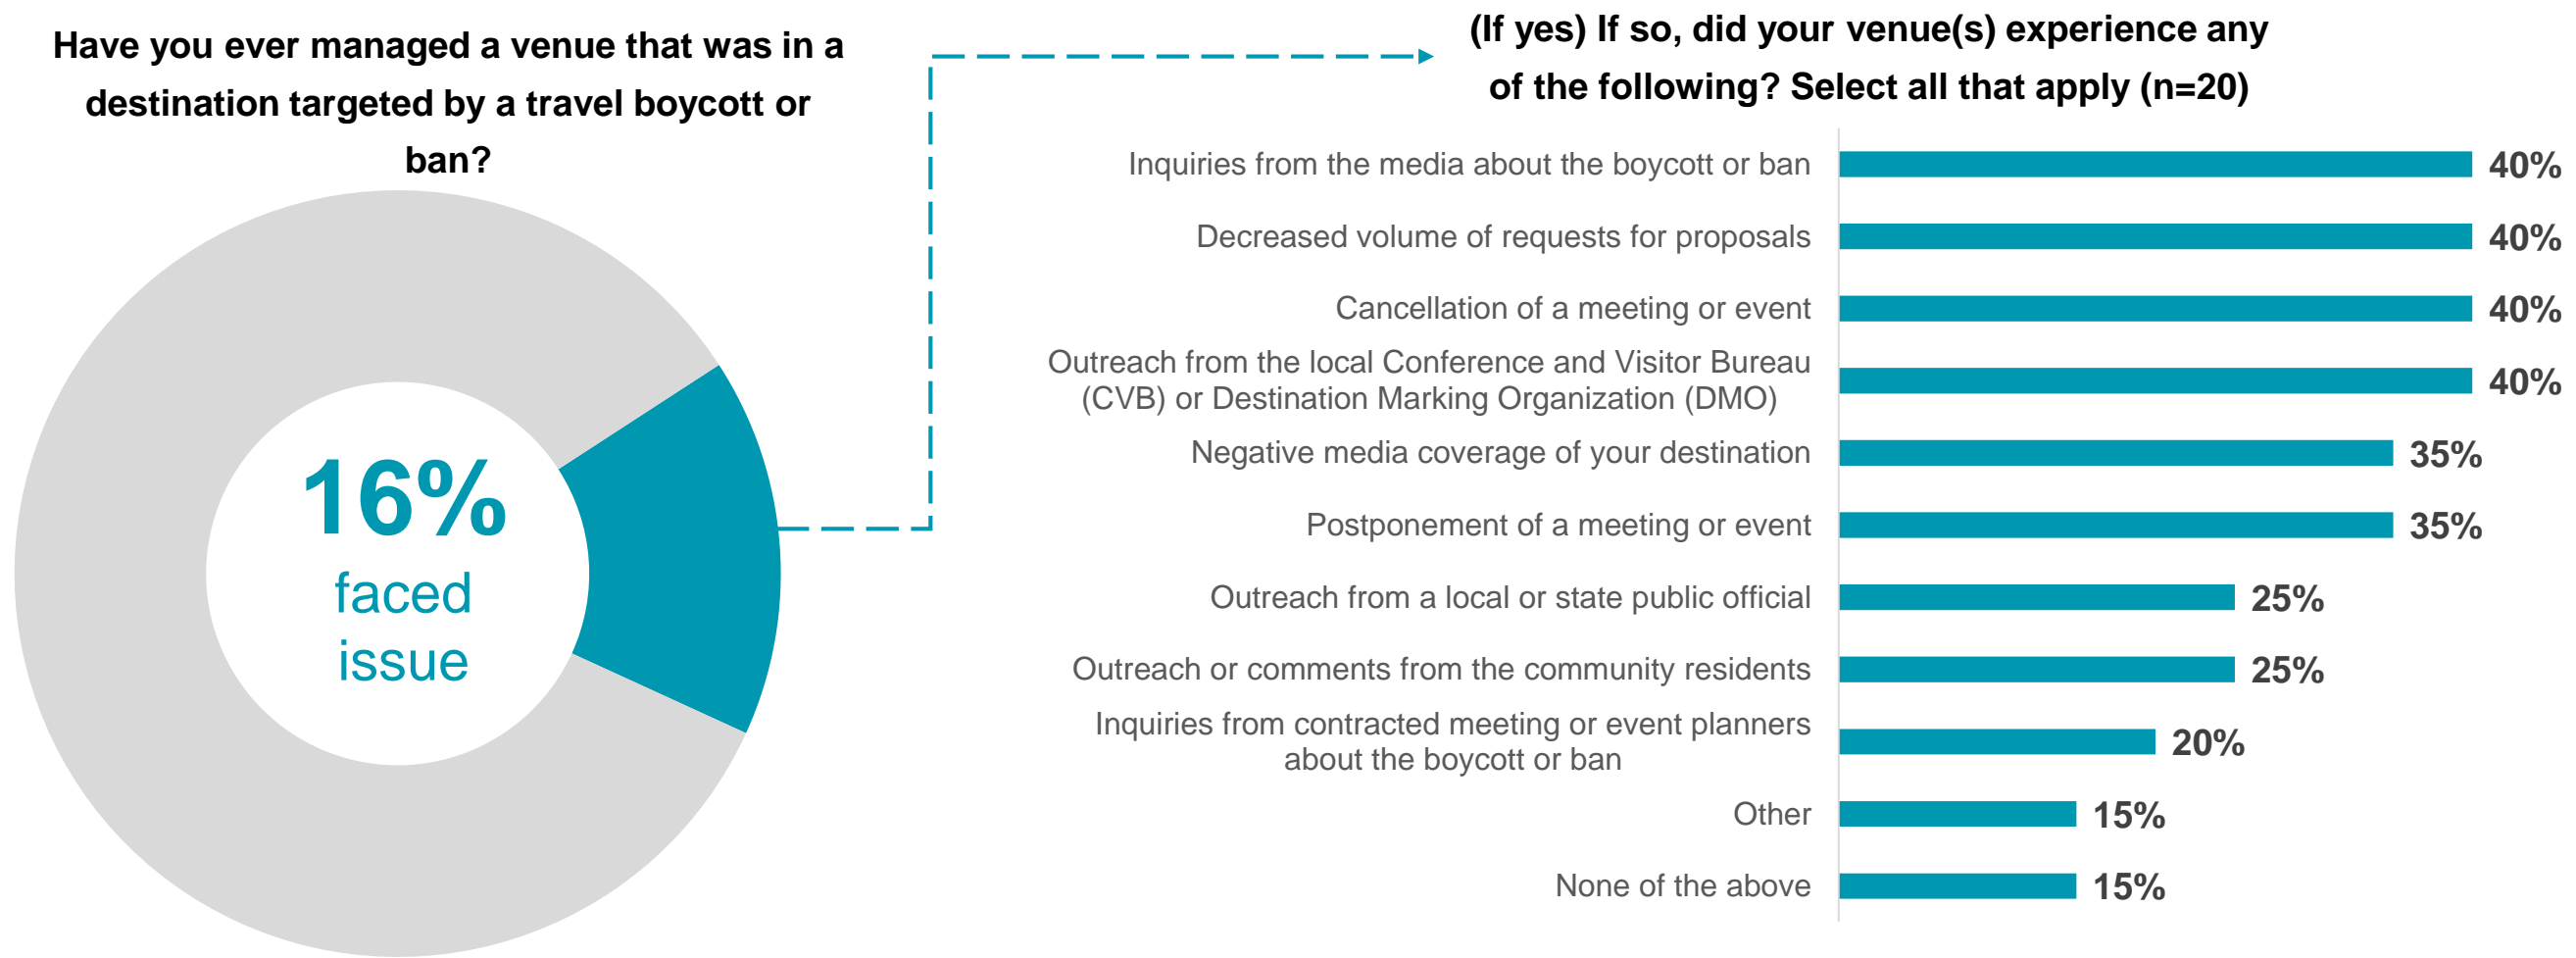 Have you ever managed a venue that was in a
destination targeted by a travel boycott or
ban?
16%
faced
issue
(If yes) If so, did your venue(s) experience any
of the following? Select all that apply (n=20)
Inquiries from the media about the boycott or ban
40%
Decreased volume of requests for proposals
40%
Cancellation of a meeting or event
40%
Outreach from the local Conference and Visitor Bureau
(CVB) or Destination Marking Organization (DMO)
40%
Negative media coverage of your destination
35%
Postponement of a meeting or event
35%
Outreach from a local or state public official
25%
Outreach or comments from the community residents
25%
Inquiries from contracted meeting or event planners
about the boycott or ban
20%
Other
15%
None of the above
15%